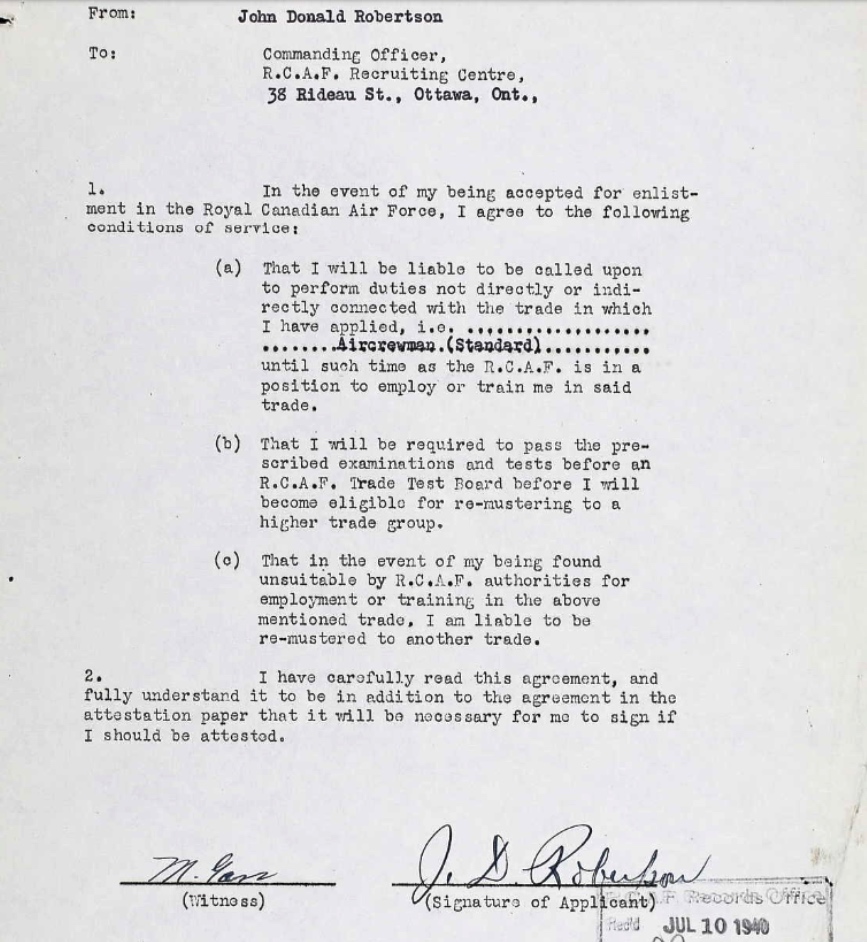 From: John Donald Robertson
To: Commanding Officer,
R.C.A.F. Recruiting Centre,
38 Rideau St., Ottawa, Ont.,
1. In the event of my being accepted for enlist-
ment in the Royal Canadian Air Force, I agree to the following
conditions of service:
(a) That I will be liable to be called upon
to perform duties not directly or indi-
rectly connected with the trade in which
I have applied, i.e. ...................
........Aircrewman.(Standard)...........
until such time as the R.C.A.F. is in a
position to employ or train me in said
trade.
(b) That I will be required to pass the pre-
scribed examinations and tests before an
R.C.A.F. Trade Test Board before I will
become eligible for re-mustering to a
higher trade group.
(c) That in the event of my being found
unsuitable by R.C.A.F. authorities for
employment or training in the above
mentioned trade, I am liable to be
re-mustered to another trade.
2. I have carefully read this agreement, and
fully understand it to be in addition to the agreement in the
attestation paper that it will be necessary for me to sign if
I should be attested.
M. J. D. Robertson
(Witness) (Signature of Applicant)
R.C.A.F Records Office
Rec'd JUL 10 1940